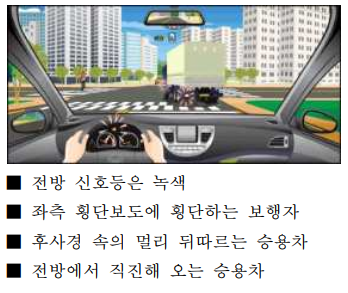 ■ 전방 신호등은 녹색
■ 좌측 횡단보도에 횡단하는 보행자
■ 후사경 속의 멀리 뒤따르는 승용차
■ 전방에서 직진해 오는 승용차